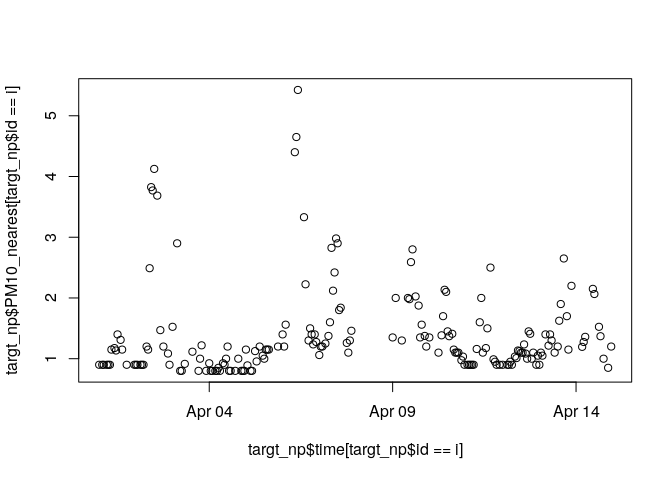 targt_np$PM10_nearest[targt_np$id == i]
5
4
3
2
1
Apr 04
Apr 09
Apr 14
targt_np$time[targt_np$id == i]